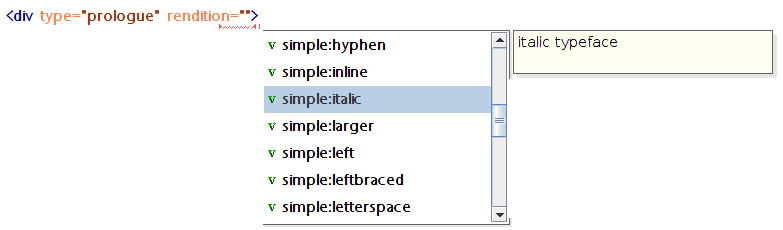 <div type="prologue" rendition="">
v simple:hyphen
italic typeface
v simple:inline
v simple:italic
v simple:larger
v simple:left
v simple:leftbraced
v simple:letterspace